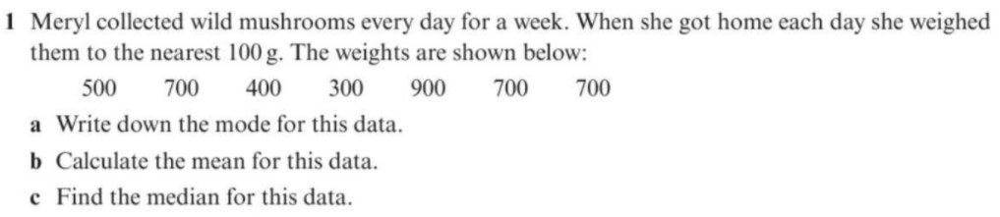 1 Meryl collected wild mushrooms every day for a week. When she got home each day she weighed
them to the nearest 100 g. The weights are shown below:
500 700 400 300 900 700 700
a Write down the mode for this data.
b Calculate the mean for this data.
c Find the median for this data.